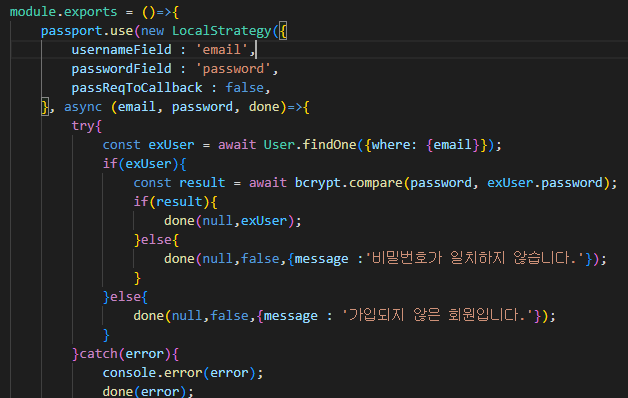 module.exports = ()=>{
    passport.use(new LocalStrategy({
        usernameField : 'email',
        passwordField : 'password',
        passReqToCallback : false,
    }, async (email, password, done)=>{
        try{
            const exUser = await User.findOne({where: {email}});
            if(exUser){
                const result = await bcrypt.compare(password, exUser.password);
                if(result){
                    done(null,exUser);
                }else{
                    done(null,false,{message :'비밀번호가 일치하지 않습니다.'});
                }
            }else{
                done(null,false,{message : '가입되지 않은 회원입니다.'});
            }
        }catch(error){
            console.error(error);
            done(error);